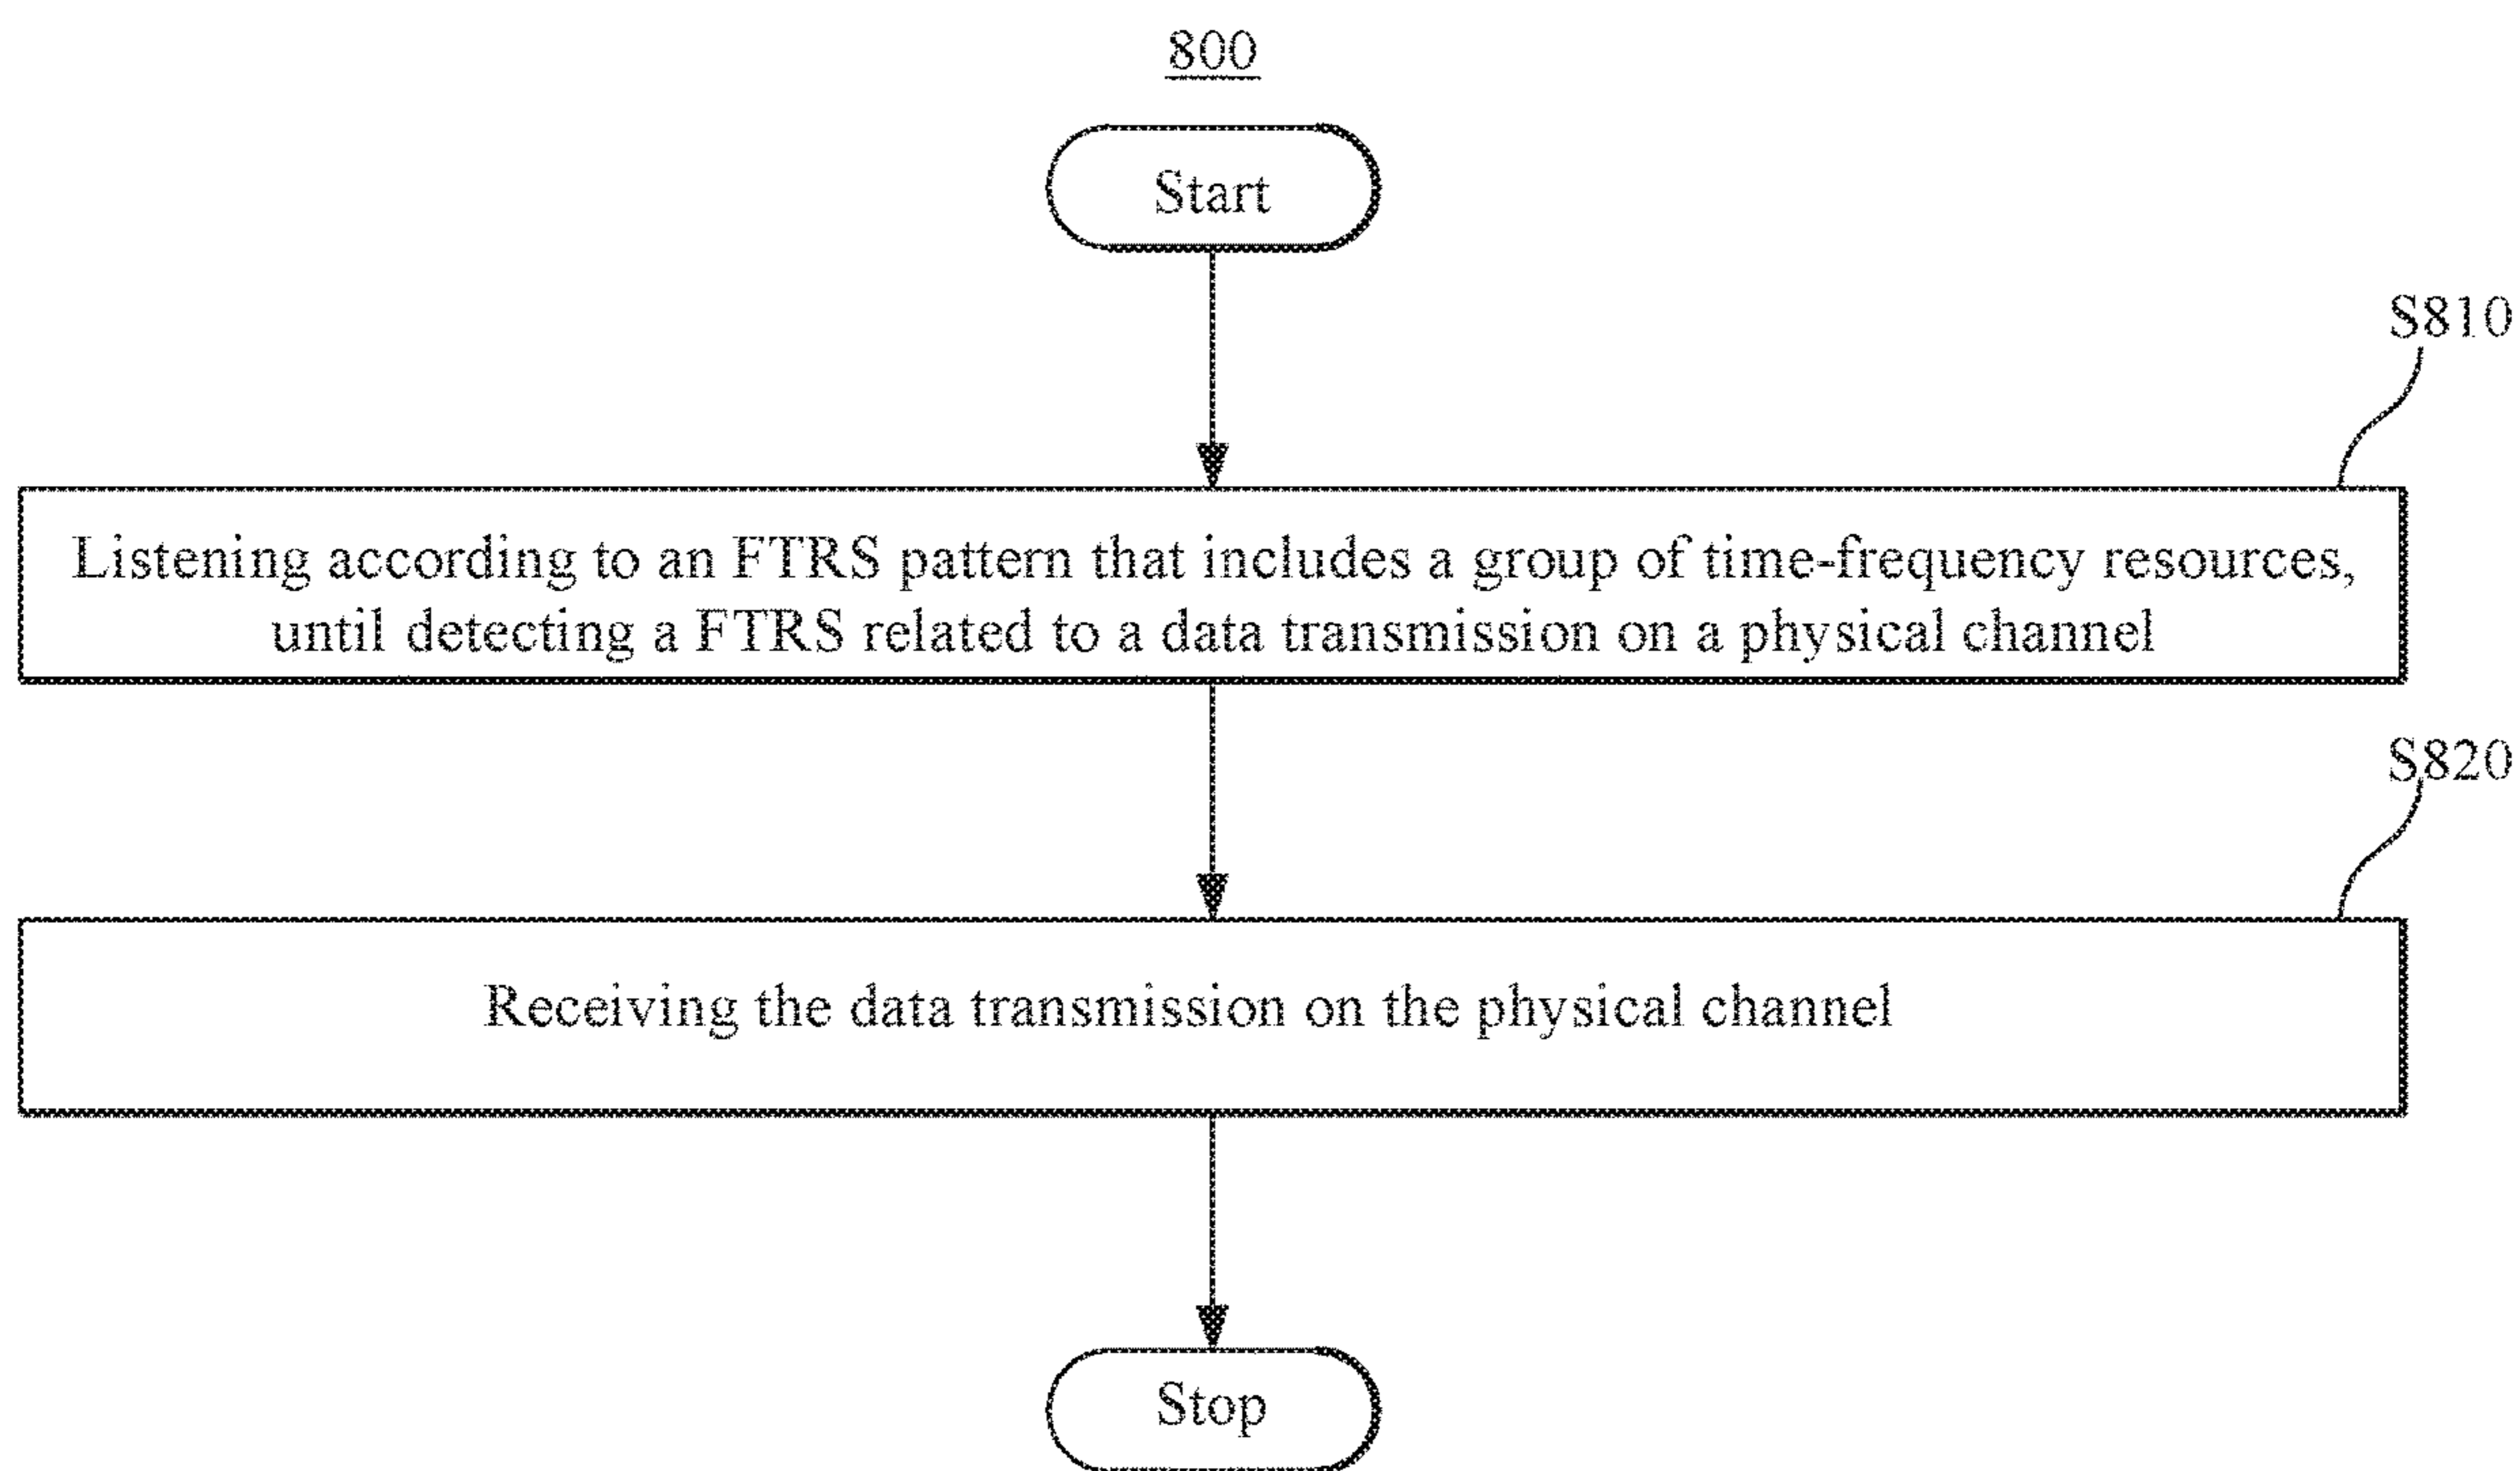 800
Start
S810
Listening according to an FTRS pattern that includes a group of time-frequency resources,
until detecting a FTRS related to a data transmission on a physical channel
S820
Receiving the data transmission on the physical channel
Stop